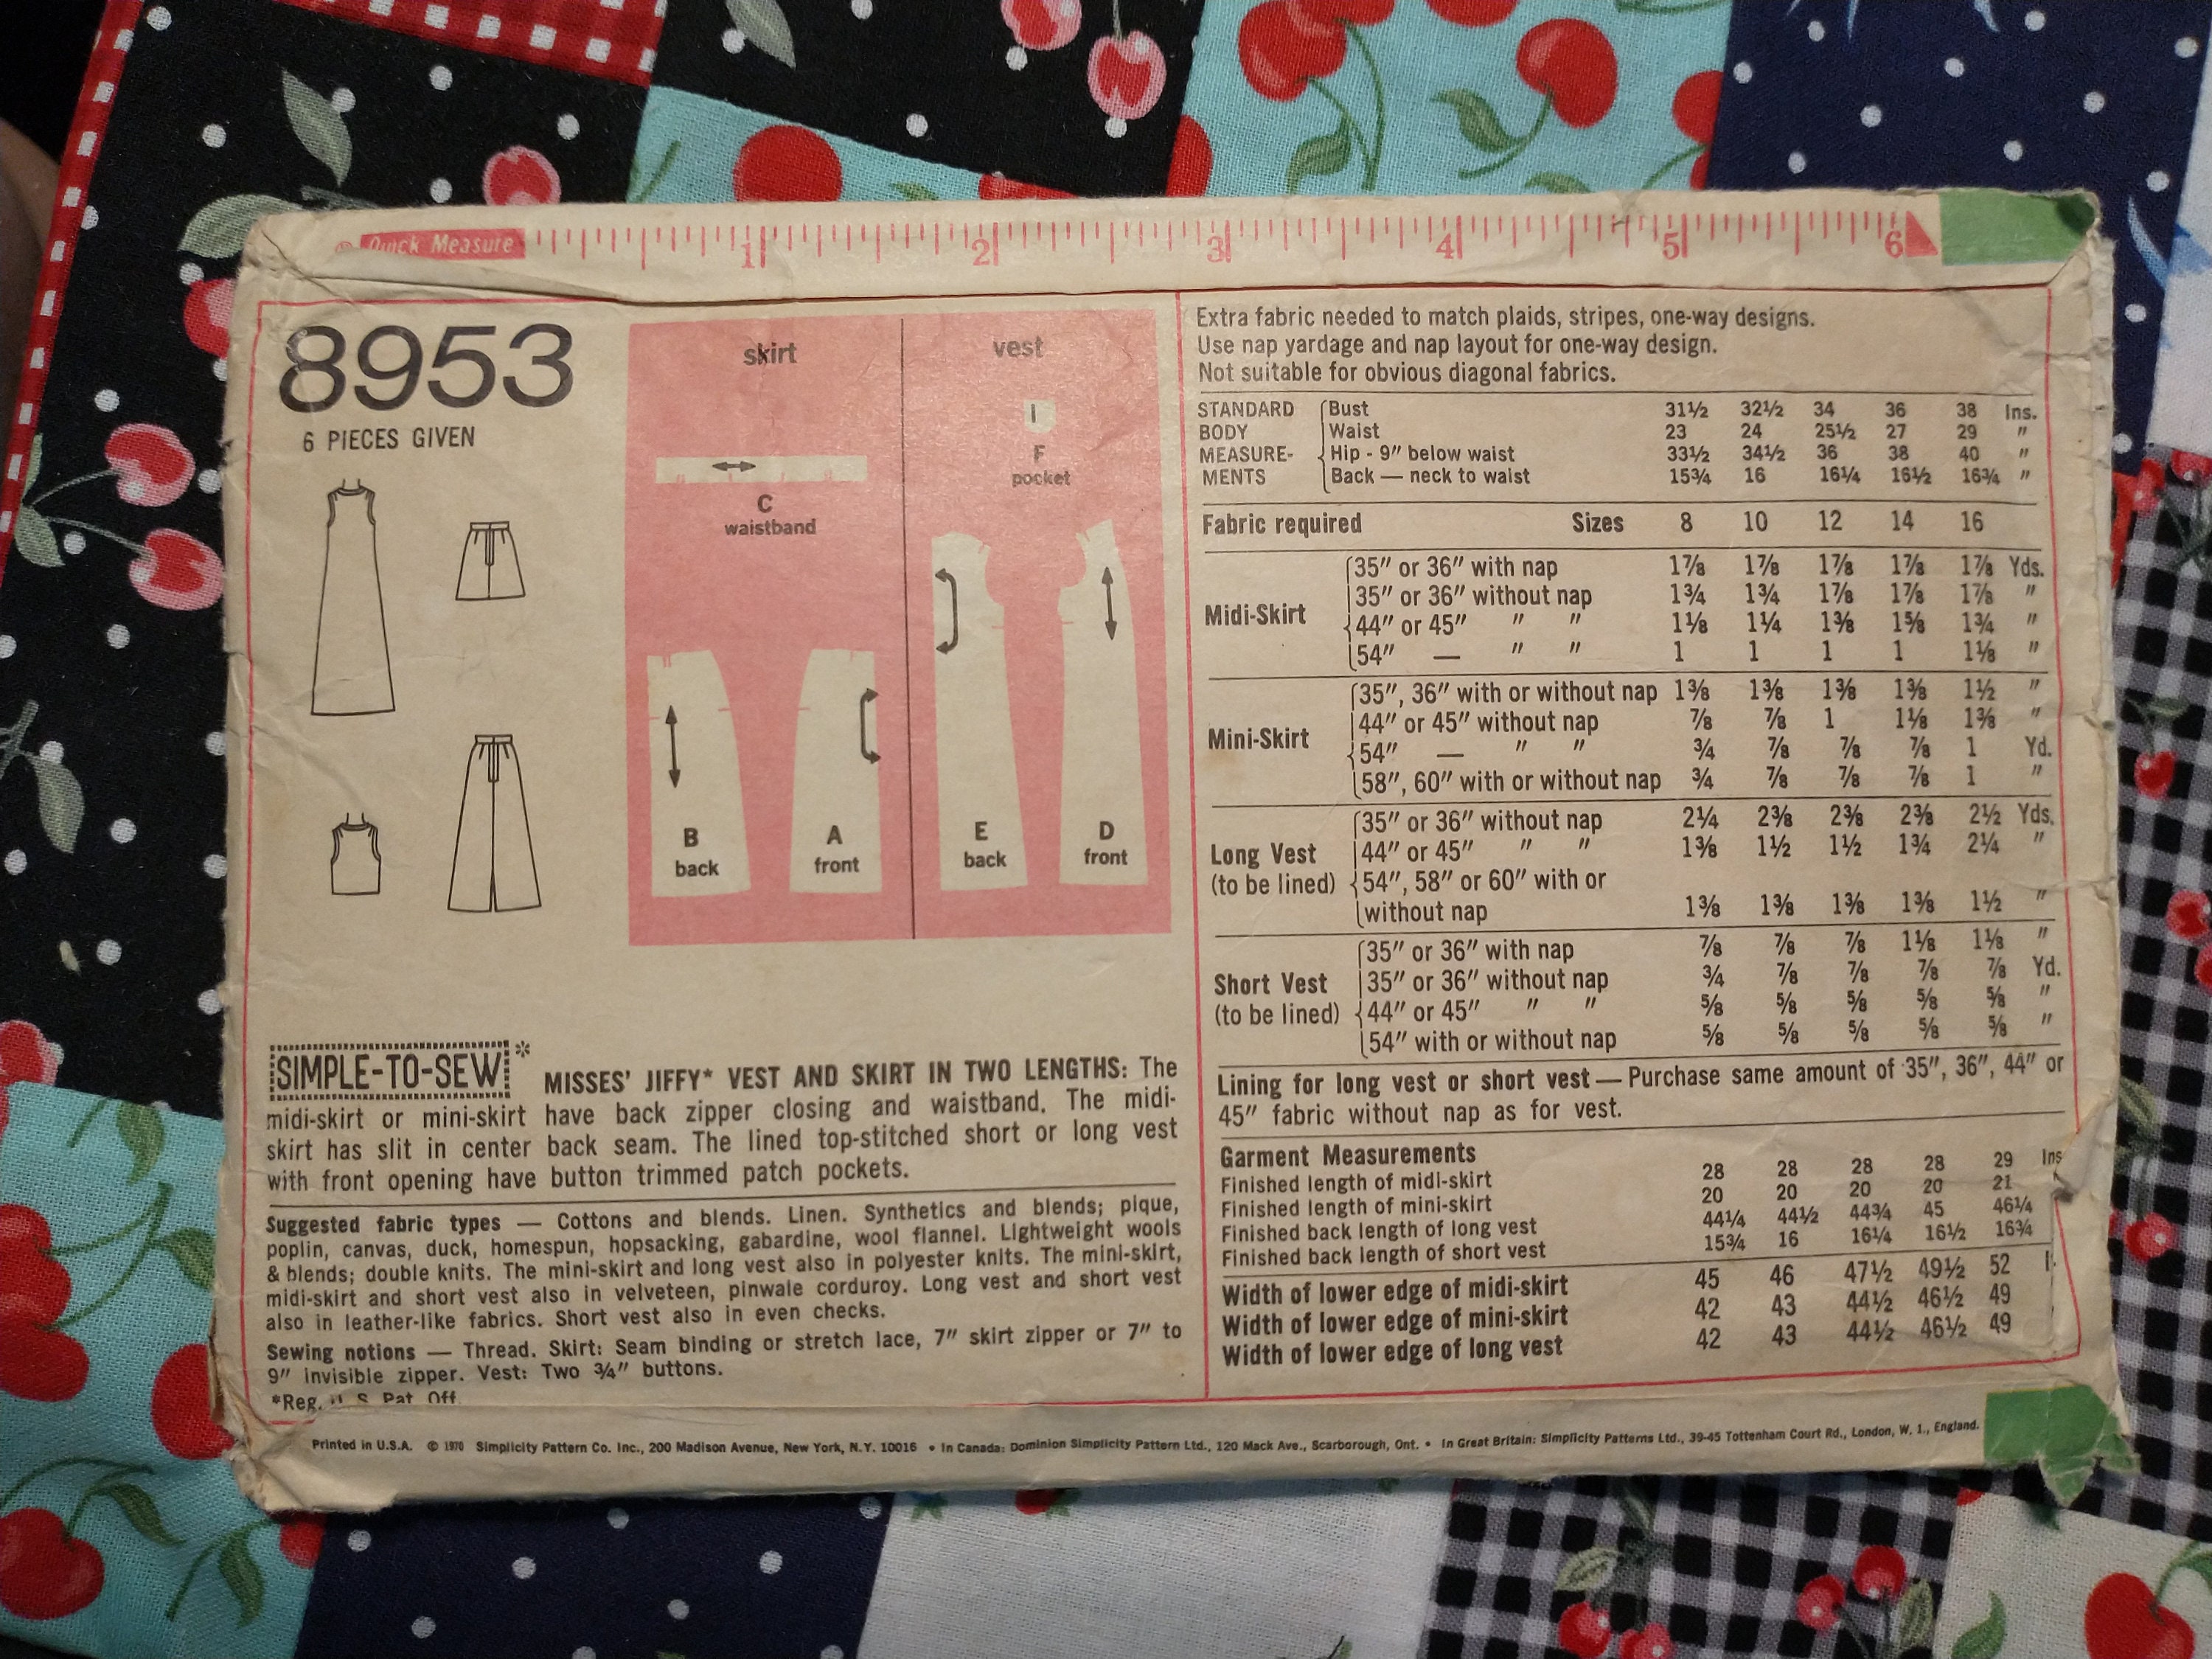 Quick Measure 1 2 3 4 5 6
8953
6 PIECES GIVEN
skirt
C
waistband
B
back
A
front
vest
F
pocket
E
back
D
front
SIMPLE-TO-SEW* MISSES' JIFFY* VEST AND SKIRT IN TWO LENGTHS: The
midi-skirt or mini-skirt have back zipper closing and waistband. The midi-
skirt has slit in center back seam. The lined top-stitched short or long vest
with front opening have button trimmed patch pockets.
Suggested fabric types — Cottons and blends. Linen. Synthetics and blends; pique,
poplin, canvas, duck, homespun, hopsacking, gabardine, wool flannel. Lightweight wools
& blends; double knits. The mini-skirt and long vest also in polyester knits. The mini-skirt,
midi-skirt and short vest also in velveteen, pinwale corduroy. Long vest and short vest
also in leather-like fabrics. Short vest also in even checks.
Sewing notions — Thread. Skirt: Seam binding or stretch lace, 7″ skirt zipper or 7″ to
9″ invisible zipper. Vest: Two ¾″ buttons.
*Reg. U. S. Pat. Off.
Extra fabric needed to match plaids, stripes, one-way designs.
Use nap yardage and nap layout for one-way design.
Not suitable for obvious diagonal fabrics.
STANDARD Bust 31½ 32½ 34 36 38 Ins.
BODY Waist 23 24 25½ 27 29 ″
MEASURE- Hip - 9″ below waist 33½ 34½ 36 38 40 ″
MENTS Back — neck to waist 15¾ 16 16¼ 16½ 16¾ ″
Fabric required Sizes 8 10 12 14 16
Midi-Skirt
35″ or 36″ with nap 1⅞ 1⅞ 1⅞ 1⅞ 1⅞ Yds.
35″ or 36″ without nap 1¾ 1¾ 1⅞ 1⅞ 1⅞ ″
44″ or 45″ ″ ″ 1⅛ 1¼ 1⅜ 1⅝ 1¾ ″
54″ — ″ ″ 1 1 1 1 1⅛ ″
Mini-Skirt
35″, 36″ with or without nap 1⅜ 1⅜ 1⅜ 1⅜ 1½ ″
44″ or 45″ without nap ⅞ ⅞ 1 1⅛ 1⅜ ″
54″ — ″ ″ ¾ ⅞ ⅞ ⅞ 1 Yd.
58″, 60″ with or without nap ¾ ⅞ ⅞ ⅞ 1 ″
Long Vest
(to be lined)
35″ or 36″ without nap 2¼ 2⅜ 2⅜ 2⅜ 2½ Yds.
44″ or 45″ ″ ″ 1⅜ 1½ 1½ 1¾ 2¼ ″
54″, 58″ or 60″ with or
without nap 1⅜ 1⅜ 1⅜ 1⅜ 1½ ″
Short Vest
(to be lined)
35″ or 36″ with nap ⅞ ⅞ ⅞ 1⅛ 1⅛ ″
35″ or 36″ without nap ¾ ⅞ ⅞ ⅞ ⅞ Yd.
44″ or 45″ ″ ″ ⅝ ⅝ ⅝ ⅝ ⅝ ″
54″ with or without nap ⅝ ⅝ ⅝ ⅝ ⅝ ″
Lining for long vest or short vest — Purchase same amount of 35″, 36″, 44″ or
45″ fabric without nap as for vest.
Garment Measurements
Finished length of midi-skirt 28 28 28 28 29 Ins
Finished length of mini-skirt 20 20 20 20 21
Finished back length of long vest 44¼ 44½ 44¾ 45 46¼
Finished back length of short vest 15¾ 16 16¼ 16½ 16¾
Width of lower edge of midi-skirt 45 46 47½ 49½ 52 I
Width of lower edge of mini-skirt 42 43 44½ 46½ 49
Width of lower edge of long vest 42 43 44½ 46½ 49
Printed in U.S.A. © 1970 Simplicity Pattern Co. Inc., 200 Madison Avenue, New York, N.Y. 10016 • In Canada: Dominion Simplicity Pattern Ltd., 120 Mack Ave., Scarborough, Ont. • In Great Britain: Simplicity Patterns Ltd., 39-45 Tottenham Court Rd., London, W. 1., England.